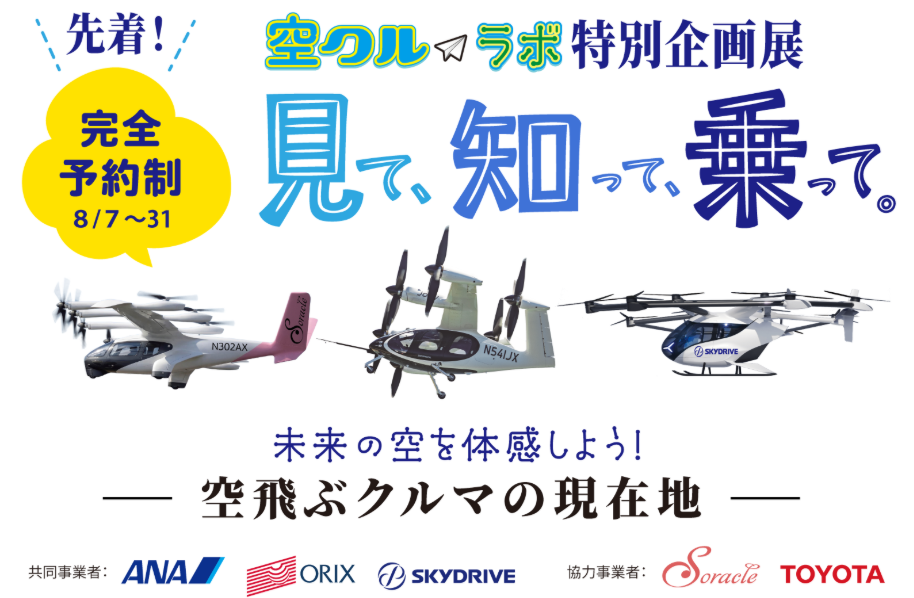 先着!
完全
予約制
8/7〜31
空クルラボ 特別企画展
見て、知って、乗って。
Soracle
N302AX
N541JX
SKYDRIVE
未来の空を体感しよう!
空飛ぶクルマの現在地
共同事業者: ANA ORIX SKYDRIVE 協力事業者: Soracle TOYOTA